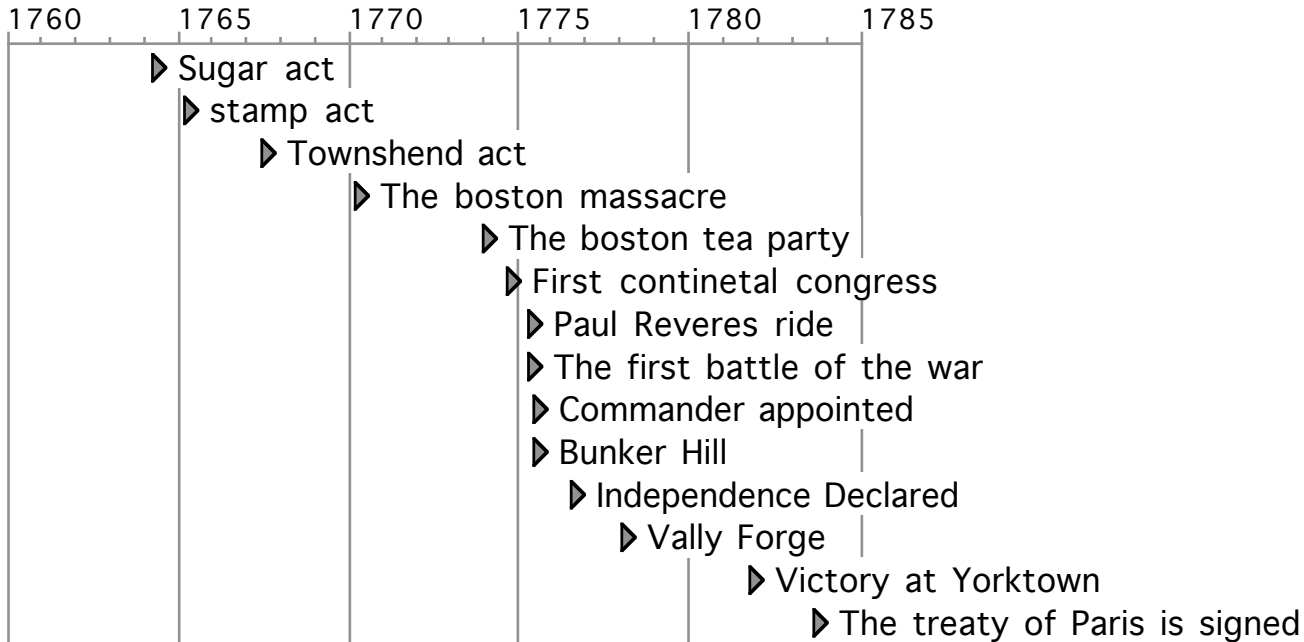 1760 1765 1770 1775 1780 1785
Sugar act
stamp act
Townshend act
The boston massacre
The boston tea party
First continetal congress
Paul Reveres ride
The first battle of the war
Commander appointed
Bunker Hill
Independence Declared
Vally Forge
Victory at Yorktown
The treaty of Paris is signed